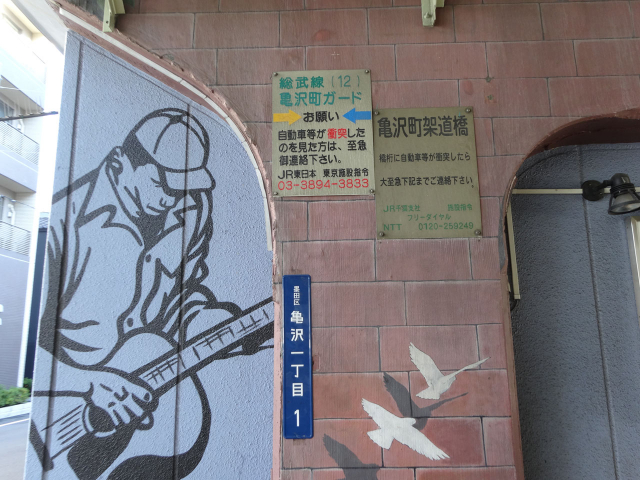 総武線（12）
亀沢町ガード
お願い
自動車等が衝突した
のを見た方は、至急
御連絡下さい。
JR東日本 東京施設指令
03-3894-3833
亀沢町架道橋
橋桁に自動車等が衝突したら
大至急下記までご連絡下さい
JR千葉支社 施設指令
フリーダイヤル
NTT 0120-259249
墨田区
亀沢一丁目
1